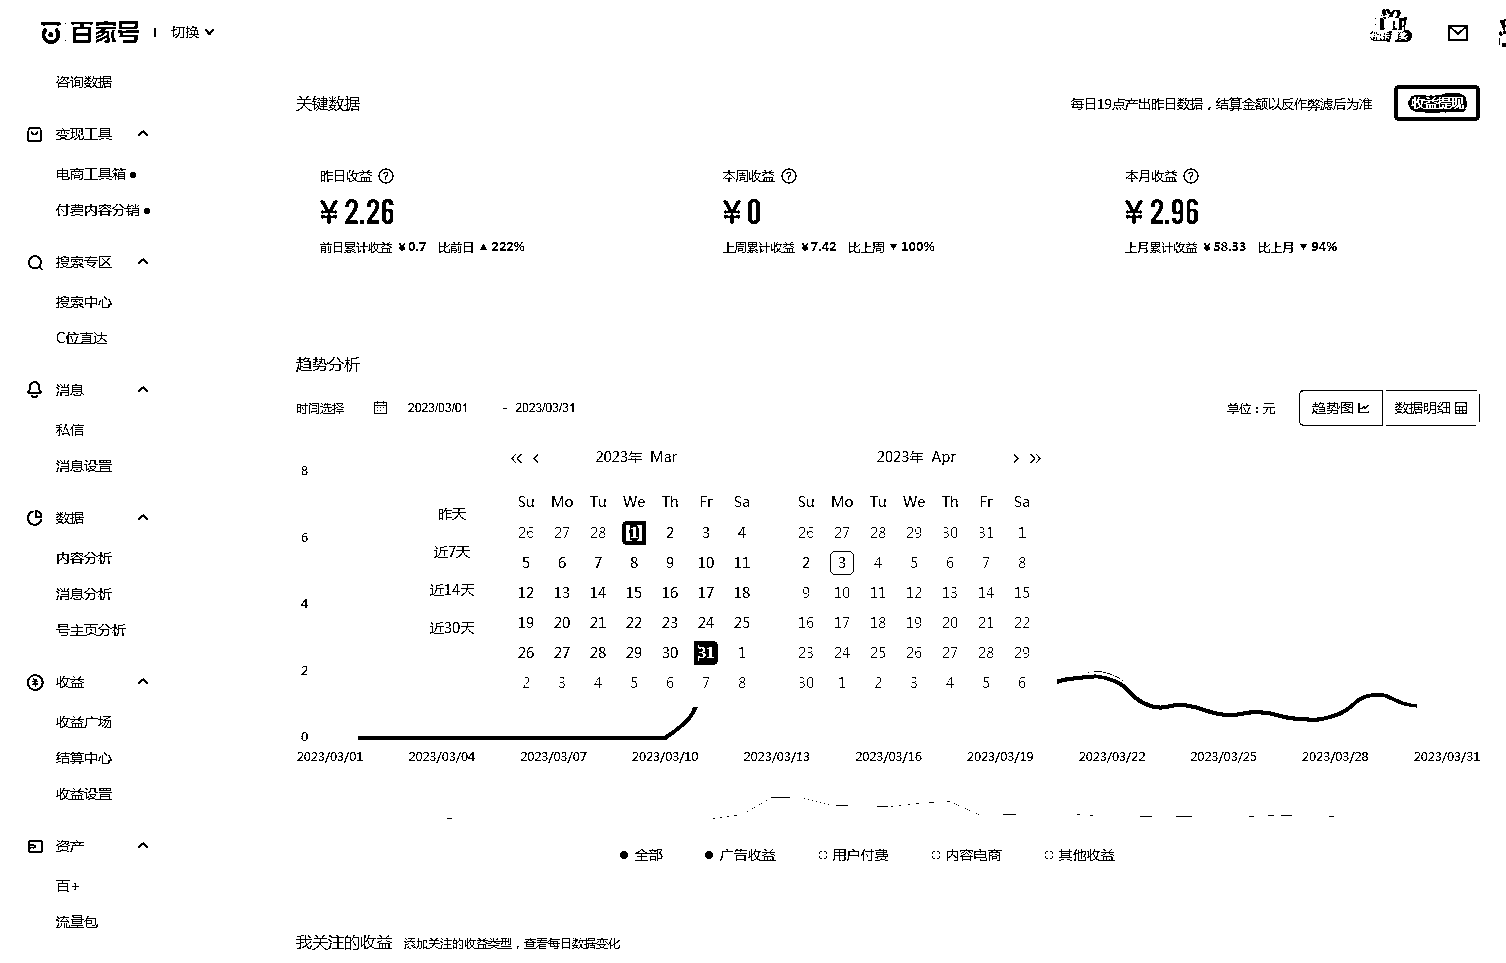 百家号 切换
咨询数据
变现工具
电商工具箱
付费内容分销
搜索专区
搜索中心
C位直达
消息
私信
消息设置
数据
内容分析
消息分析
号主页分析
收益
收益广场
结算中心
收益设置
资产
百+
流量包
关键数据
每日19点产出昨日数据，结算金额以反作弊滤后为准 收益提现
昨日收益 ? 本周收益 ? 本月收益 ?
¥2.26 ¥0 ¥2.96
前日累计收益 ¥0.7 比前日 ▲ 222% 上周累计收益 ¥7.42 比上周 ▼ 100% 上月累计收益 ¥58.33 比上月 ▼ 94%
趋势分析
时间选择 2023/03/01 - 2023/03/31 单位：元 趋势图 数据明细
8
6
4
2
0
昨天
近7天
近14天
近30天
« ‹ 2023年 Mar
Su Mo Tu We Th Fr Sa
26 27 28 1 2 3 4
5 6 7 8 9 10 11
12 13 14 15 16 17 18
19 20 21 22 23 24 25
26 27 28 29 30 31 1
2 3 4 5 6 7 8
2023年 Apr › »
Su Mo Tu We Th Fr Sa
26 27 28 29 30 31 1
2 3 4 5 6 7 8
9 10 11 12 13 14 15
16 17 18 19 20 21 22
23 24 25 26 27 28 29
30 1 2 3 4 5 6
2023/03/01 2023/03/04 2023/03/07 2023/03/10 2023/03/13 2023/03/16 2023/03/19 2023/03/22 2023/03/25 2023/03/28 2023/03/31
全部 广告收益 用户付费 内容电商 其他收益
我关注的收益 添加关注的收益类型，查看每日数据变化